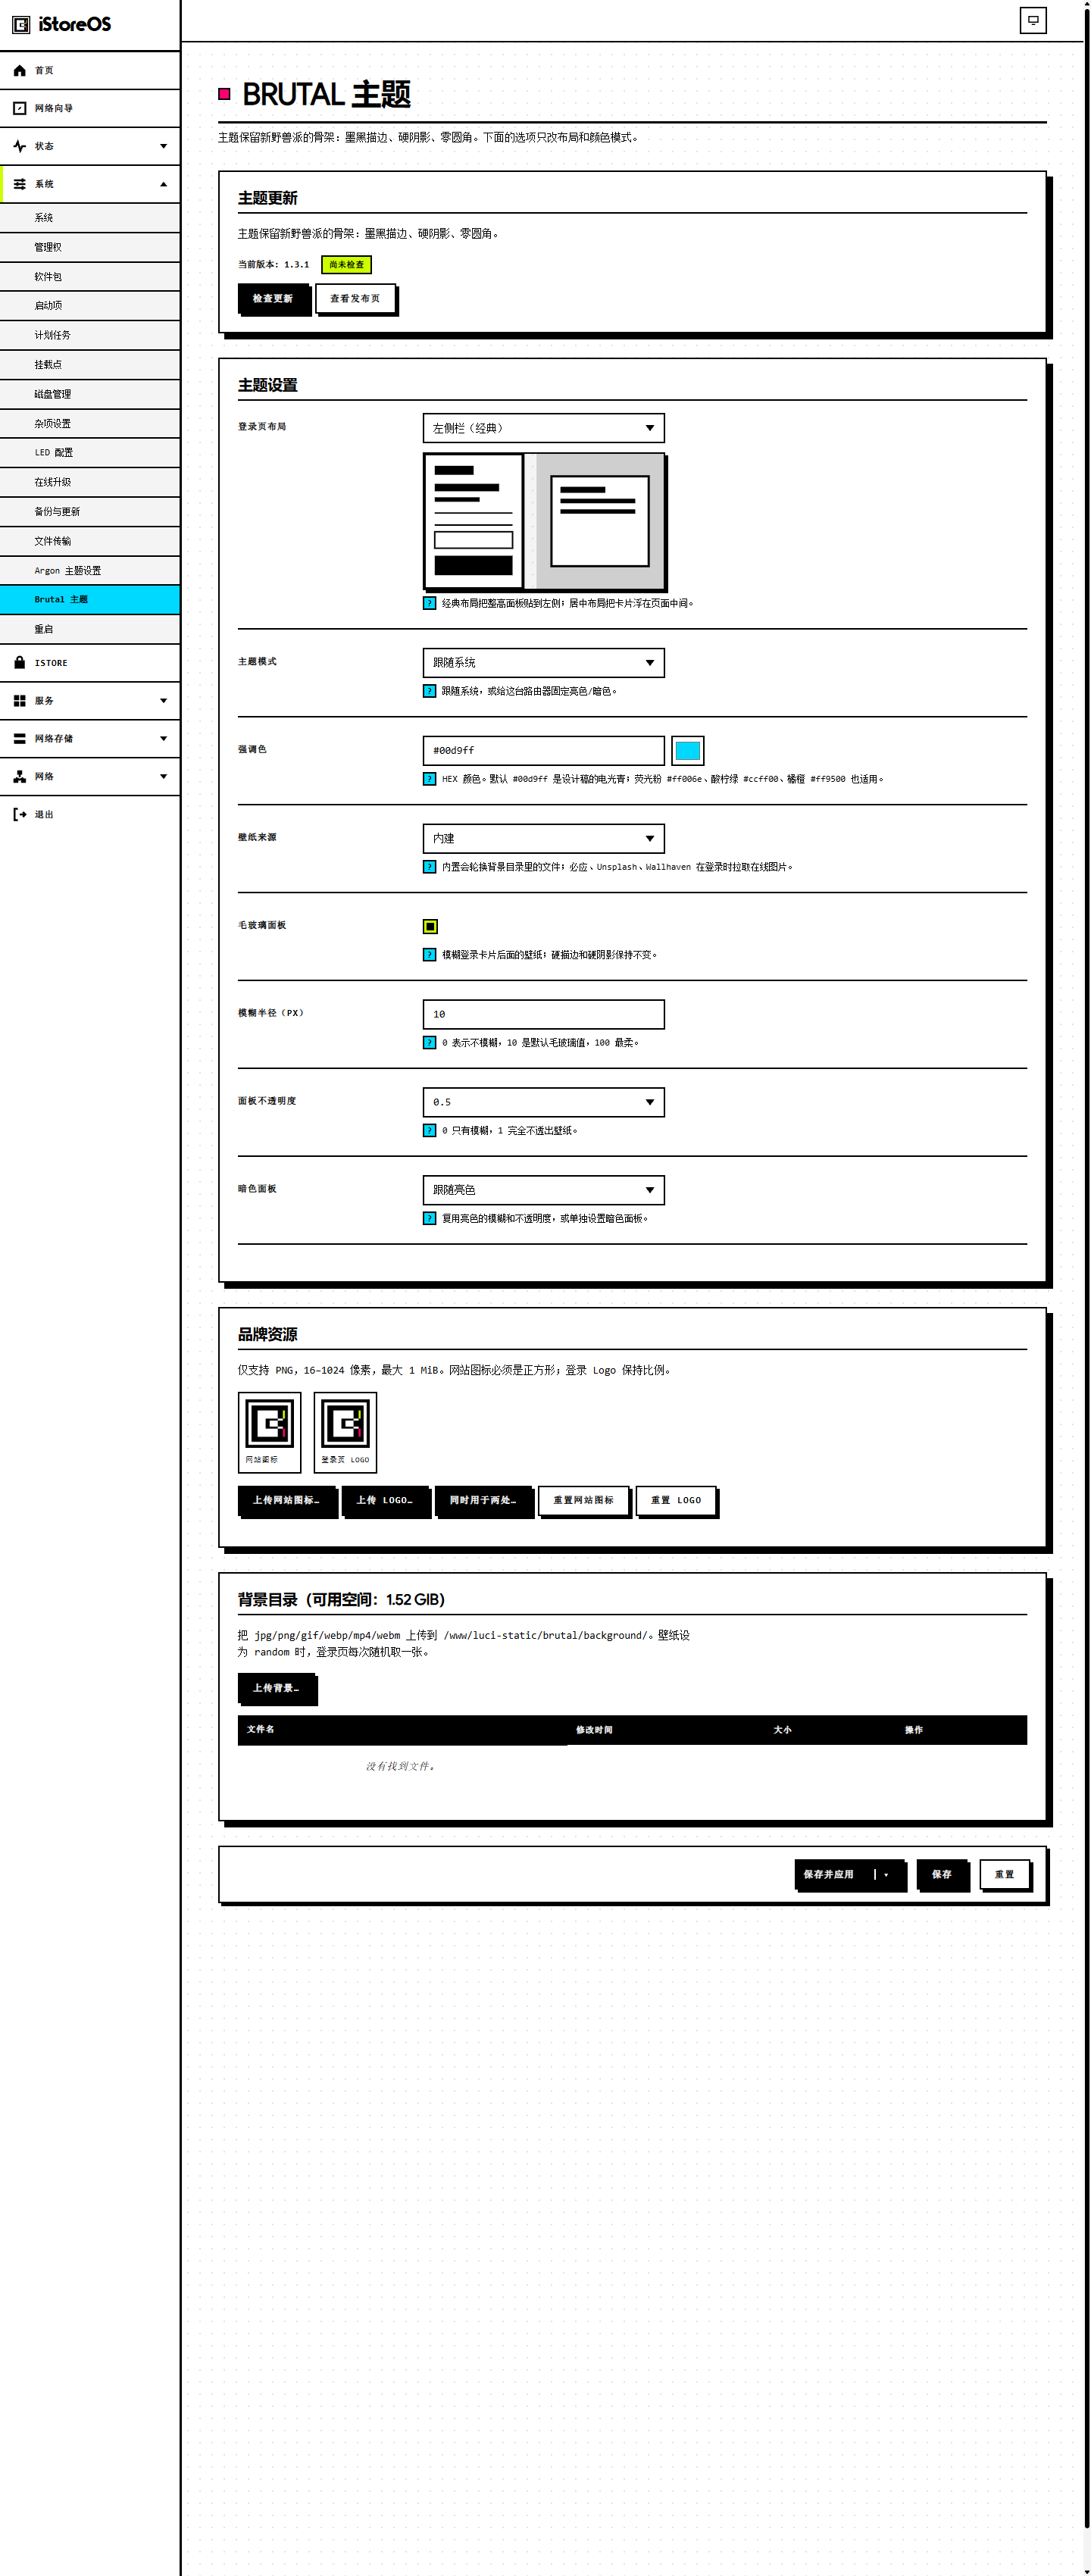 iStoreOS
首页
网络向导
状态
系统
系统
管理权
软件包
启动项
计划任务
挂载点
磁盘管理
杂项设置
LED 配置
在线升级
备份与更新
文件传输
Argon 主题设置
Brutal 主题
重启
ISTORE
服务
网络存储
网络
退出
BRUTAL 主题
主题保留新野兽派的骨架：墨黑描边、硬阴影、零圆角。下面的选项只改布局和颜色模式。
主题更新
主题保留新野兽派的骨架：墨黑描边、硬阴影、零圆角。
当前版本: 1.3.1 尚未检查
检查更新 查看发布页
主题设置
登录页布局
左侧栏（经典）
? 经典布局把整高面板贴到左侧；居中布局把卡片浮在页面中间。
主题模式
跟随系统
? 跟随系统，或给这台路由器固定亮色/暗色。
强调色
#00d9ff
? HEX 颜色。默认 #00d9ff 是设计稿的电光青；荧光粉 #ff006e、酸柠绿 #ccff00、橘橙 #ff9500 也适用。
壁纸来源
内建
? 内置会轮换背景目录里的文件；必应、Unsplash、Wallhaven 在登录时拉取在线图片。
毛玻璃面板
? 模糊登录卡片后面的壁纸；硬描边和硬阴影保持不变。
模糊半径（PX）
10
? 0 表示不模糊，10 是默认毛玻璃值，100 最柔。
面板不透明度
0.5
? 0 只有模糊，1 完全不透出壁纸。
暗色面板
跟随亮色
? 复用亮色的模糊和不透明度，或单独设置暗色面板。
品牌资源
仅支持 PNG，16–1024 像素，最大 1 MiB。网站图标必须是正方形；登录 Logo 保持比例。
网站图标 登录页 LOGO
上传网站图标… 上传 LOGO… 同时用于两处… 重置网站图标 重置 LOGO
背景目录（可用空间：1.52 GIB）
把 jpg/png/gif/webp/mp4/webm 上传到 /www/luci-static/brutal/background/。壁纸设
为 random 时，登录页每次随机取一张。
上传背景…
文件名 修改时间 大小 操作
没有找到文件。
保存并应用 保存 重置